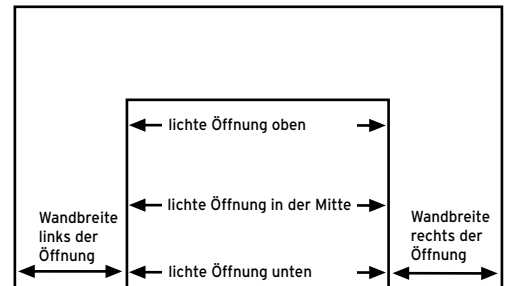 lichte Öffnung oben
lichte Öffnung in der Mitte
Wandbreite
links der
Öffnung
lichte Öffnung unten
Wandbreite
rechts der
Öffnung